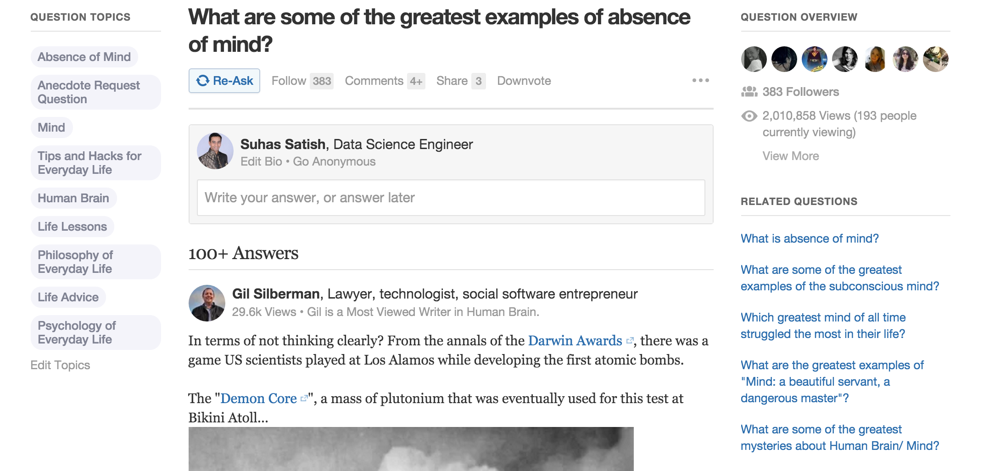 QUESTION TOPICS
Absence of Mind
Anecdote Request
Question
Mind
Tips and Hacks for
Everyday Life
Human Brain
Life Lessons
Philosophy of
Everyday Life
Life Advice
Psychology of
Everyday Life
Edit Topics
What are some of the greatest examples of absence
of mind?
Re-Ask Follow 383 Comments 4+ Share 3 Downvote
Suhas Satish, Data Science Engineer
Edit Bio • Go Anonymous
Write your answer, or answer later
100+ Answers
Gil Silberman, Lawyer, technologist, social software entrepreneur
29.6k Views • Gil is a Most Viewed Writer in Human Brain.
In terms of not thinking clearly? From the annals of the Darwin Awards, there was a
game US scientists played at Los Alamos while developing the first atomic bombs.
The "Demon Core", a mass of plutonium that was eventually used for this test at
Bikini Atoll...
QUESTION OVERVIEW
383 Followers
2,010,858 Views (193 people
currently viewing)
View More
RELATED QUESTIONS
What is absence of mind?
What are some of the greatest
examples of the subconscious mind?
Which greatest mind of all time
struggled the most in their life?
What are the greatest examples of
"Mind: a beautiful servant, a
dangerous master"?
What are some of the greatest
mysteries about Human Brain/ Mind?